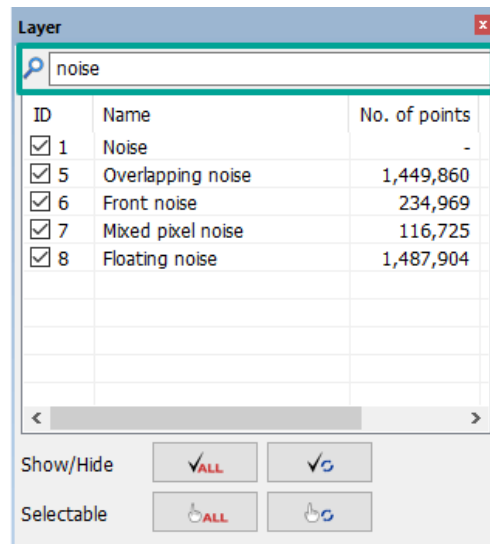 Layer
noise
ID Name No. of points
1 Noise -
5 Overlapping noise 1,449,860
6 Front noise 234,969
7 Mixed pixel noise 116,725
8 Floating noise 1,487,904
Show/Hide ALL
Selectable ALL